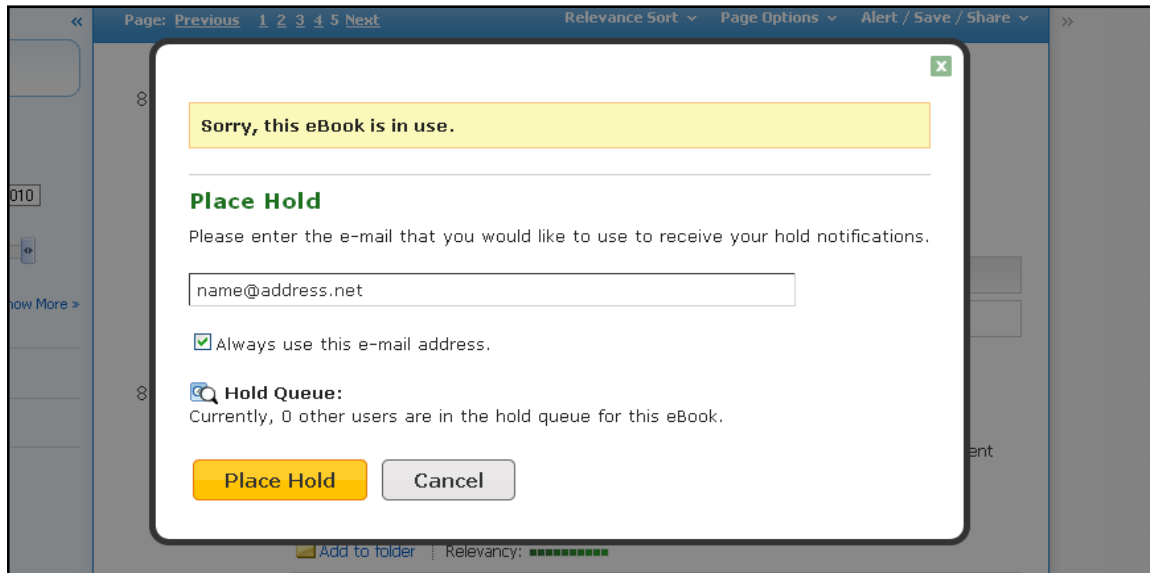 « Page: Previous 1 2 3 4 5 Next Relevance Sort Page Options Alert / Save / Share »
x
8
Sorry, this eBook is in use.
010
Place Hold
Please enter the e-mail that you would like to use to receive your hold notifications.
name@address.net
how More »
Always use this e-mail address.
8
Hold Queue:
Currently, 0 other users are in the hold queue for this eBook.
ent
Place Hold Cancel
Add to folder Relevancy: